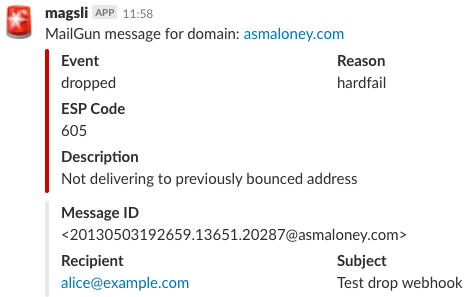 magsli APP 11:58
MailGun message for domain: asmaloney.com
Event Reason
dropped hardfail
ESP Code
605
Description
Not delivering to previously bounced address
Message ID
<20130503192659.13651.20287@asmaloney.com>
Recipient Subject
alice@example.com Test drop webhook